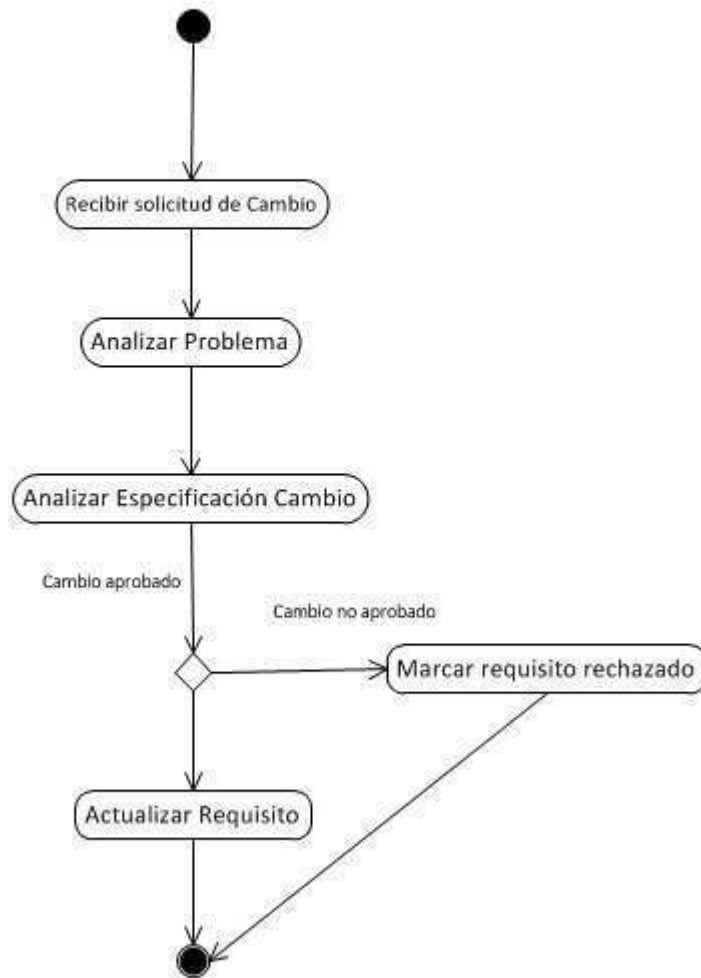 Recibir solicitud de Cambio
Analizar Problema
Analizar Especificación Cambio
Cambio aprobado
Cambio no aprobado
Marcar requisito rechazado
Actualizar Requisito